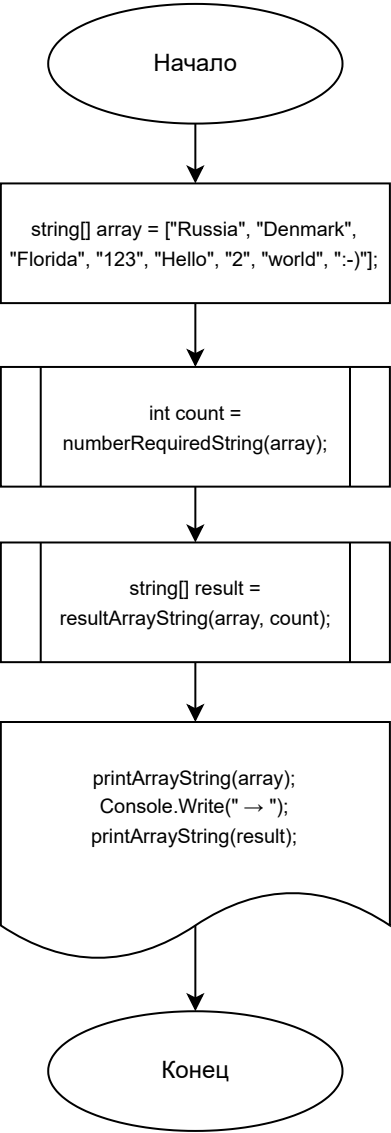 Начало
string[] array = ["Russia", "Denmark",
"Florida", "123", "Hello", "2", "world", ":-)"];
int count =
numberRequiredString(array);
string[] result =
resultArrayString(array, count);
printArrayString(array);
Console.Write(" → ");
printArrayString(result);
Конец